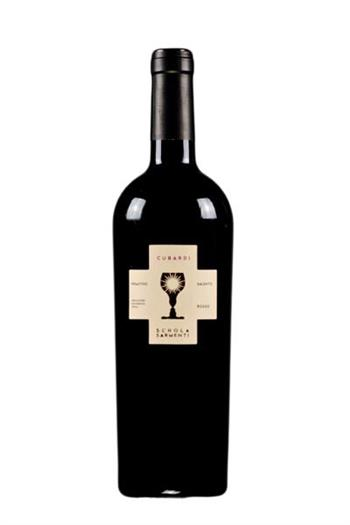 CUBARDI
PRIMITIVO
SALENTO
ROSSO
SCHOLA
SARMENTI